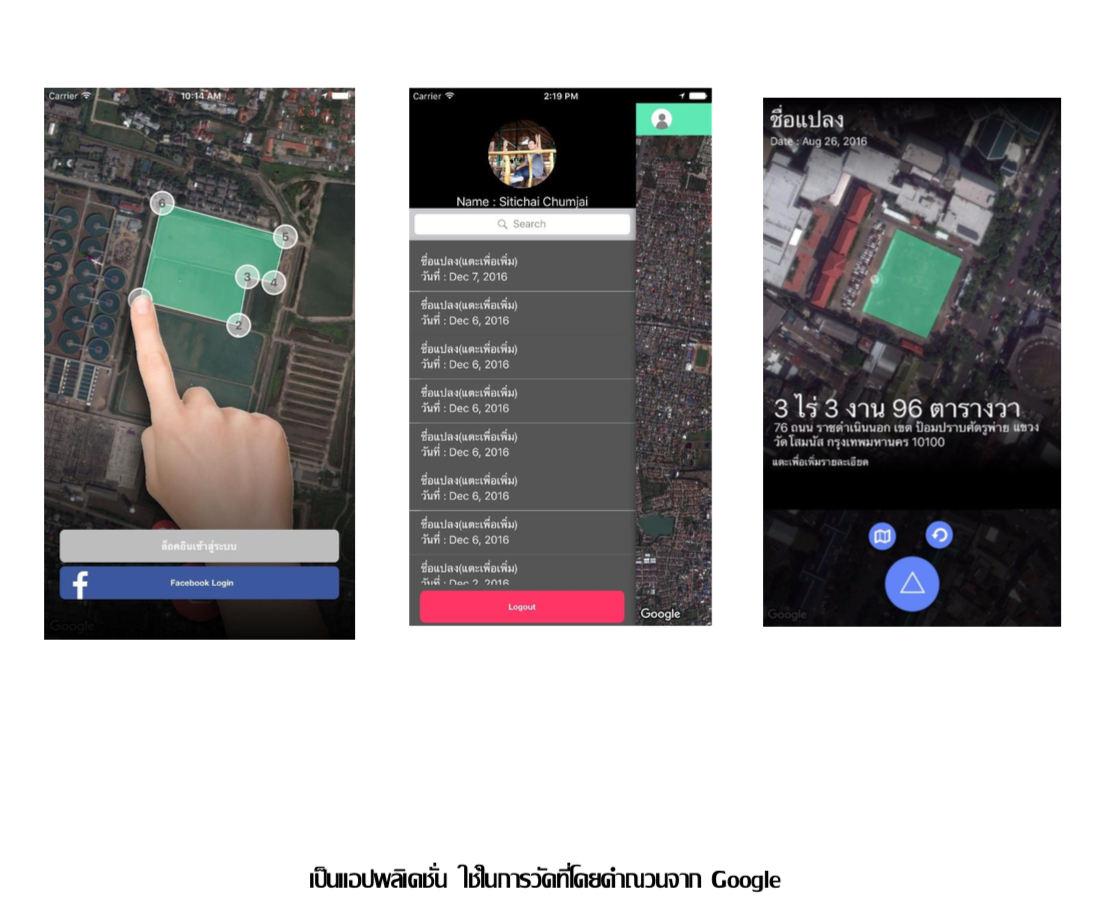 Carrier 10:14 AM
6
5
3
4
2
ล็อคอินเข้าสู่ระบบ
f Facebook Login
Google
Carrier 2:19 PM
Name : Sitichai Chumjai
Search
ชื่อแปลง(แตะเพื่อเพิ่ม)
วันที่ : Dec 7, 2016
ชื่อแปลง(แตะเพื่อเพิ่ม)
วันที่ : Dec 6, 2016
ชื่อแปลง(แตะเพื่อเพิ่ม)
วันที่ : Dec 6, 2016
ชื่อแปลง(แตะเพื่อเพิ่ม)
วันที่ : Dec 6, 2016
ชื่อแปลง(แตะเพื่อเพิ่ม)
วันที่ : Dec 6, 2016
ชื่อแปลง(แตะเพื่อเพิ่ม)
วันที่ : Dec 6, 2016
ชื่อแปลง(แตะเพื่อเพิ่ม)
วันที่ : Dec 6, 2016
ชื่อแปลง(แตะเพื่อเพิ่ม)
วันที่ : Dec 2, 2016
Logout
Google
ชื่อแปลง
Date : Aug 26, 2016
3 ไร่ 3 งาน 96 ตารางวา
76 ถนน ราชดำเนินนอก เขต ป้อมปราบศัตรูพ่าย แขวง
วัดโสมนัส กรุงเทพมหานคร 10100
แตะเพื่อเพิ่มรายละเอียด
Google
เป็นแอปพลิเคชั่น ใช้ในการวัดที่โดยคำณวนจาก Google